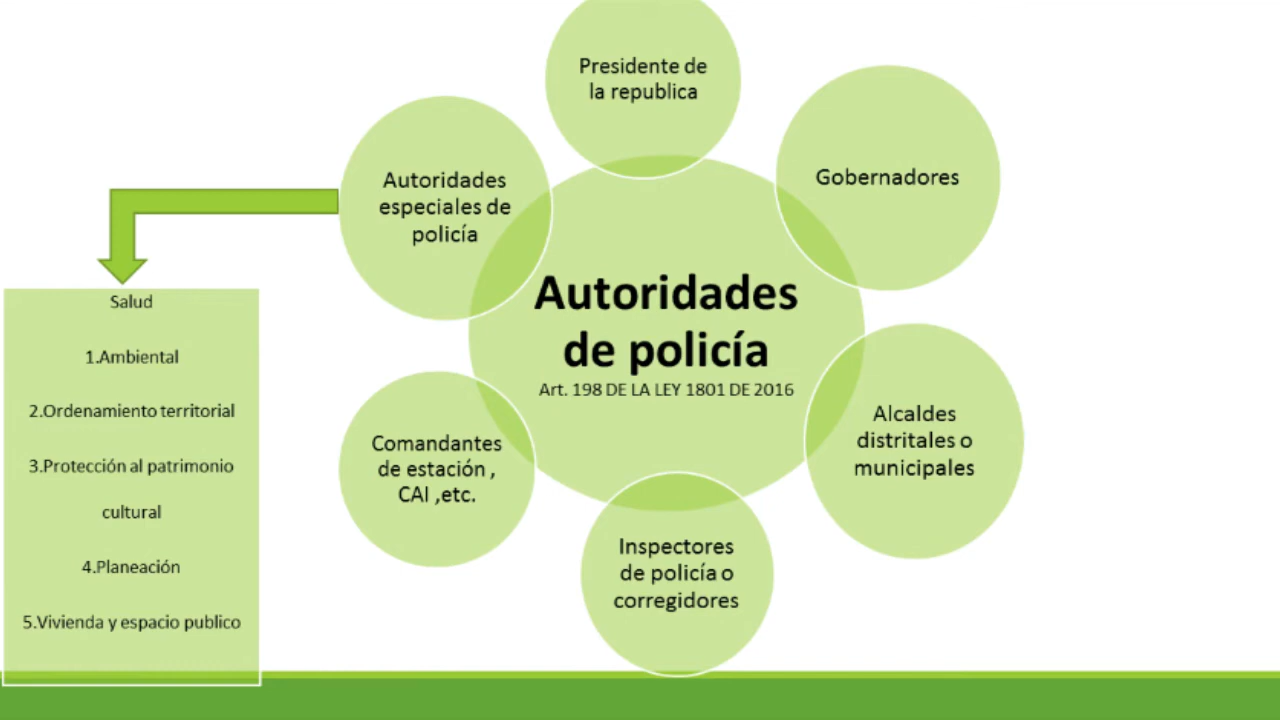 Presidente de
la republica
Gobernadores
Alcaldes
distritales o
municipales
Inspectores
de policía o
corregidores
Comandantes
de estación ,
CAI ,etc.
Autoridades
especiales de
policía
Autoridades
de policía
Art. 198 DE LA LEY 1801 DE 2016
Salud
1.Ambiental
2.Ordenamiento territorial
3.Protección al patrimonio
cultural
4.Planeación
5.Vivienda y espacio publico